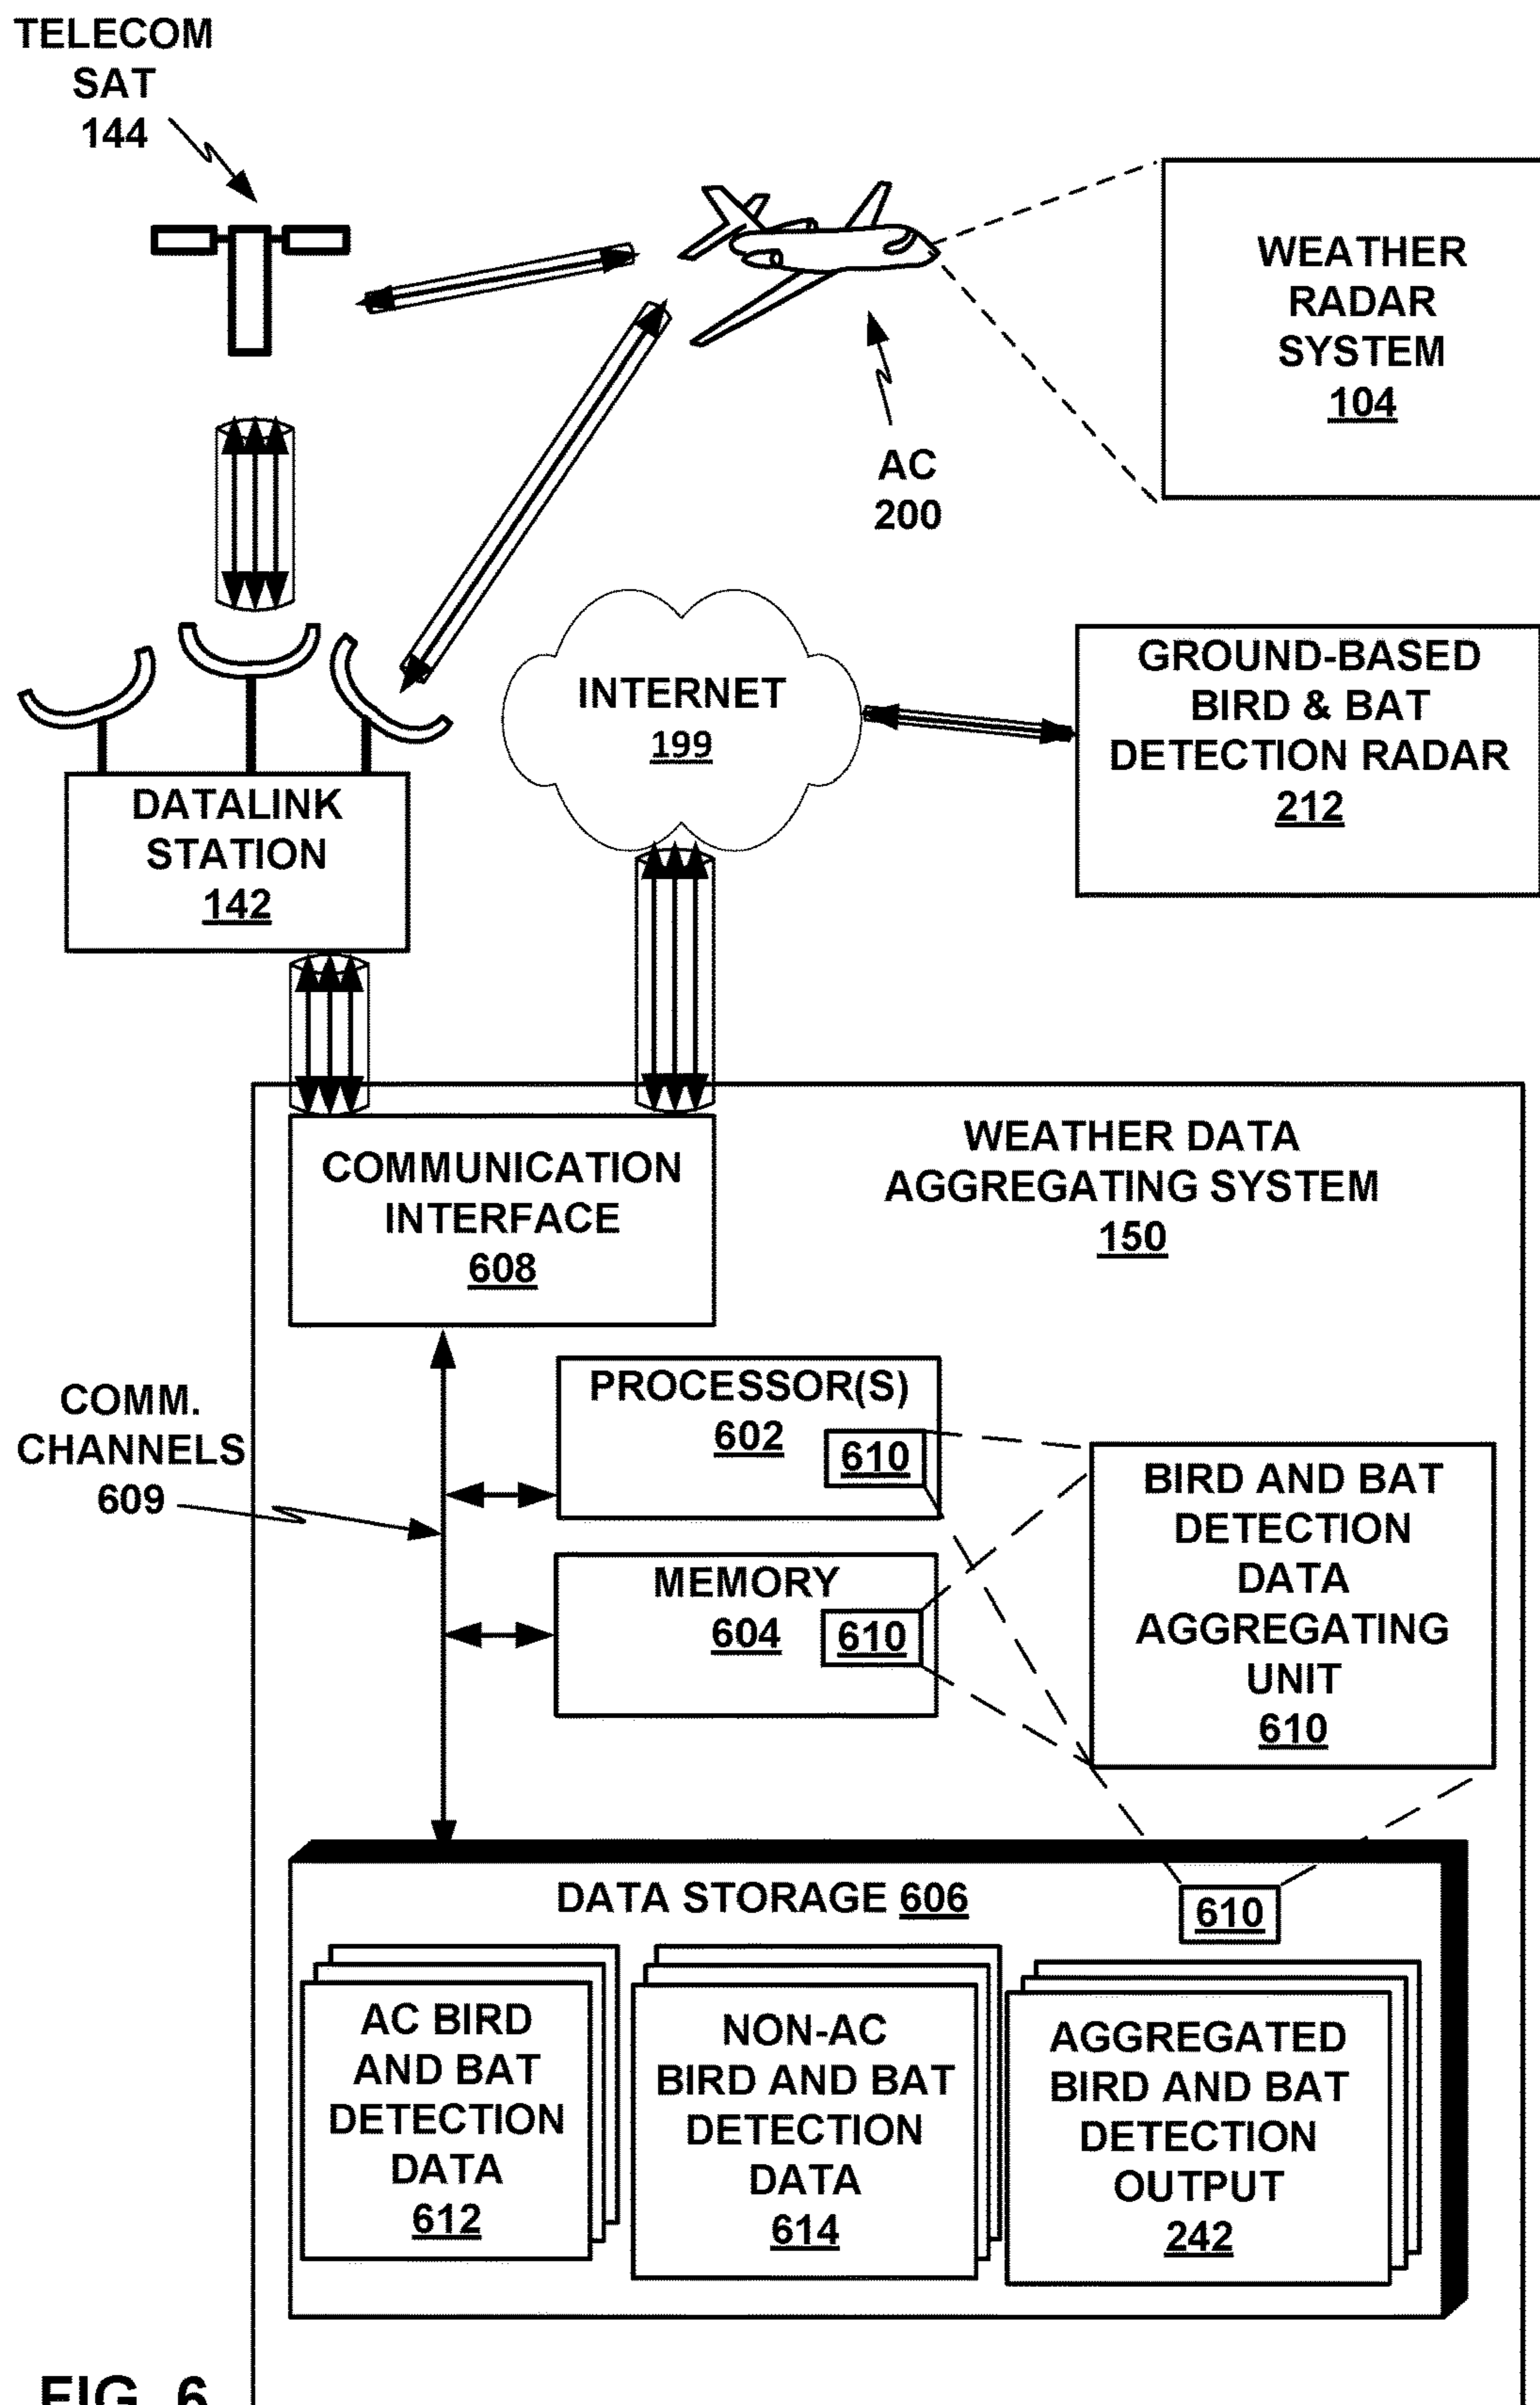 TELECOM
SAT
144
WEATHER
RADAR
SYSTEM
104
AC
200
INTERNET
199
GROUND-BASED
BIRD & BAT
DETECTION RADAR
212
DATALINK
STATION
142
WEATHER DATA
AGGREGATING SYSTEM
150
COMMUNICATION
INTERFACE
608
COMM.
CHANNELS
609
PROCESSOR(S)
602
610
MEMORY
604
610
BIRD AND BAT
DETECTION
DATA
AGGREGATING
UNIT
610
DATA STORAGE 606
610
AC BIRD
AND BAT
DETECTION
DATA
612
NON-AC
BIRD AND BAT
DETECTION
DATA
614
AGGREGATED
BIRD AND BAT
DETECTION
OUTPUT
242
FIG. 6